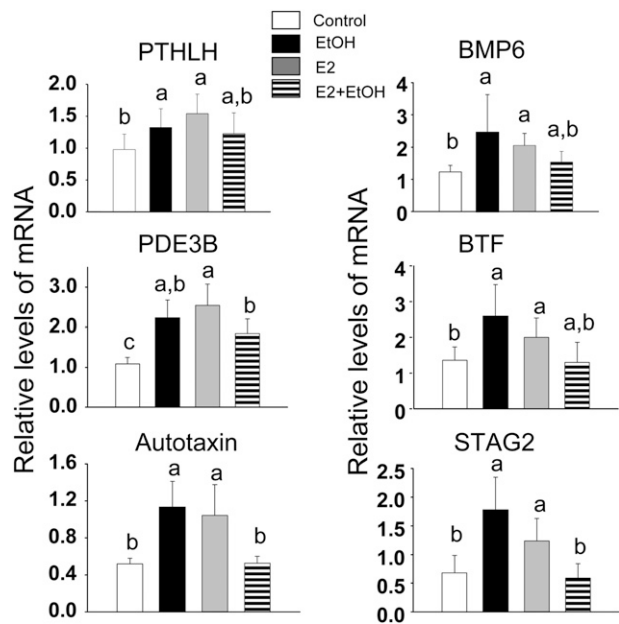 Control
EtOH
E2
E2+EtOH
PTHLH
2.0
1.5
1.0
1.5
0.0
b
a
a
a,b
BMP6
4
3
2
1
b
a
a
a,b
Relative levels of mRNA
Relative levels of mRNA
PDE3B
3.0
2.0
1.0
0.0
c
a,b
a
b
BTF
4
3
2
1
0
b
a
a
a,b
Autotaxin
1.6
1.2
0.8
0.4
0.0
b
a
a
b
STAG2
2.5
2.0
1.5
1.0
0.5
0.0
b
a
a
b